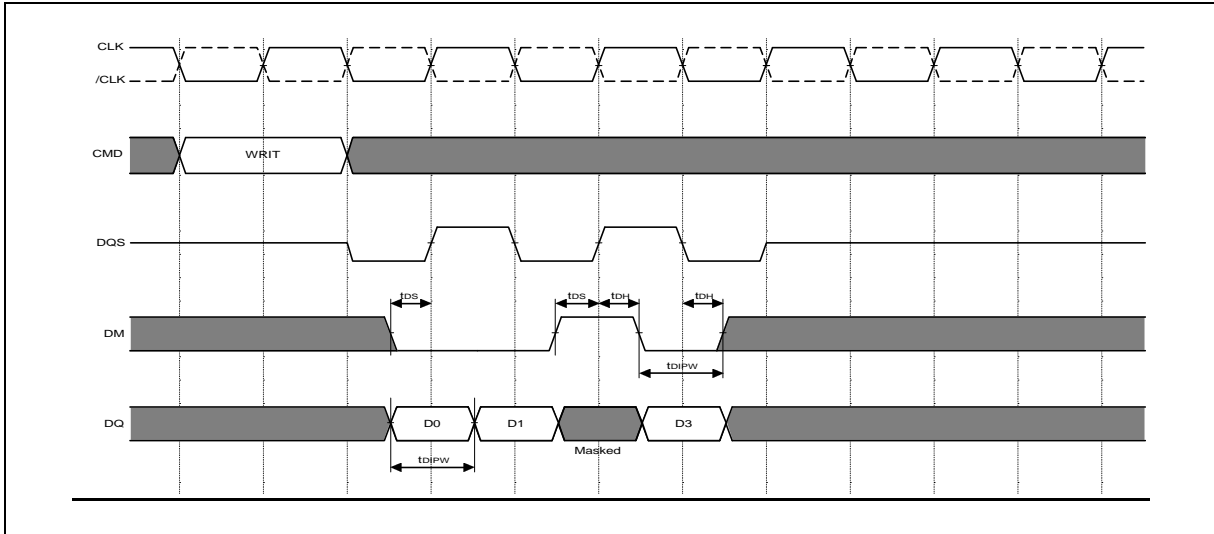 CLK
/CLK
CMD
WRIT
DQS
tDS
tDS
tDH
tDH
DM
tDIPW
DQ
D0
D1
D3
Masked
tDIPW